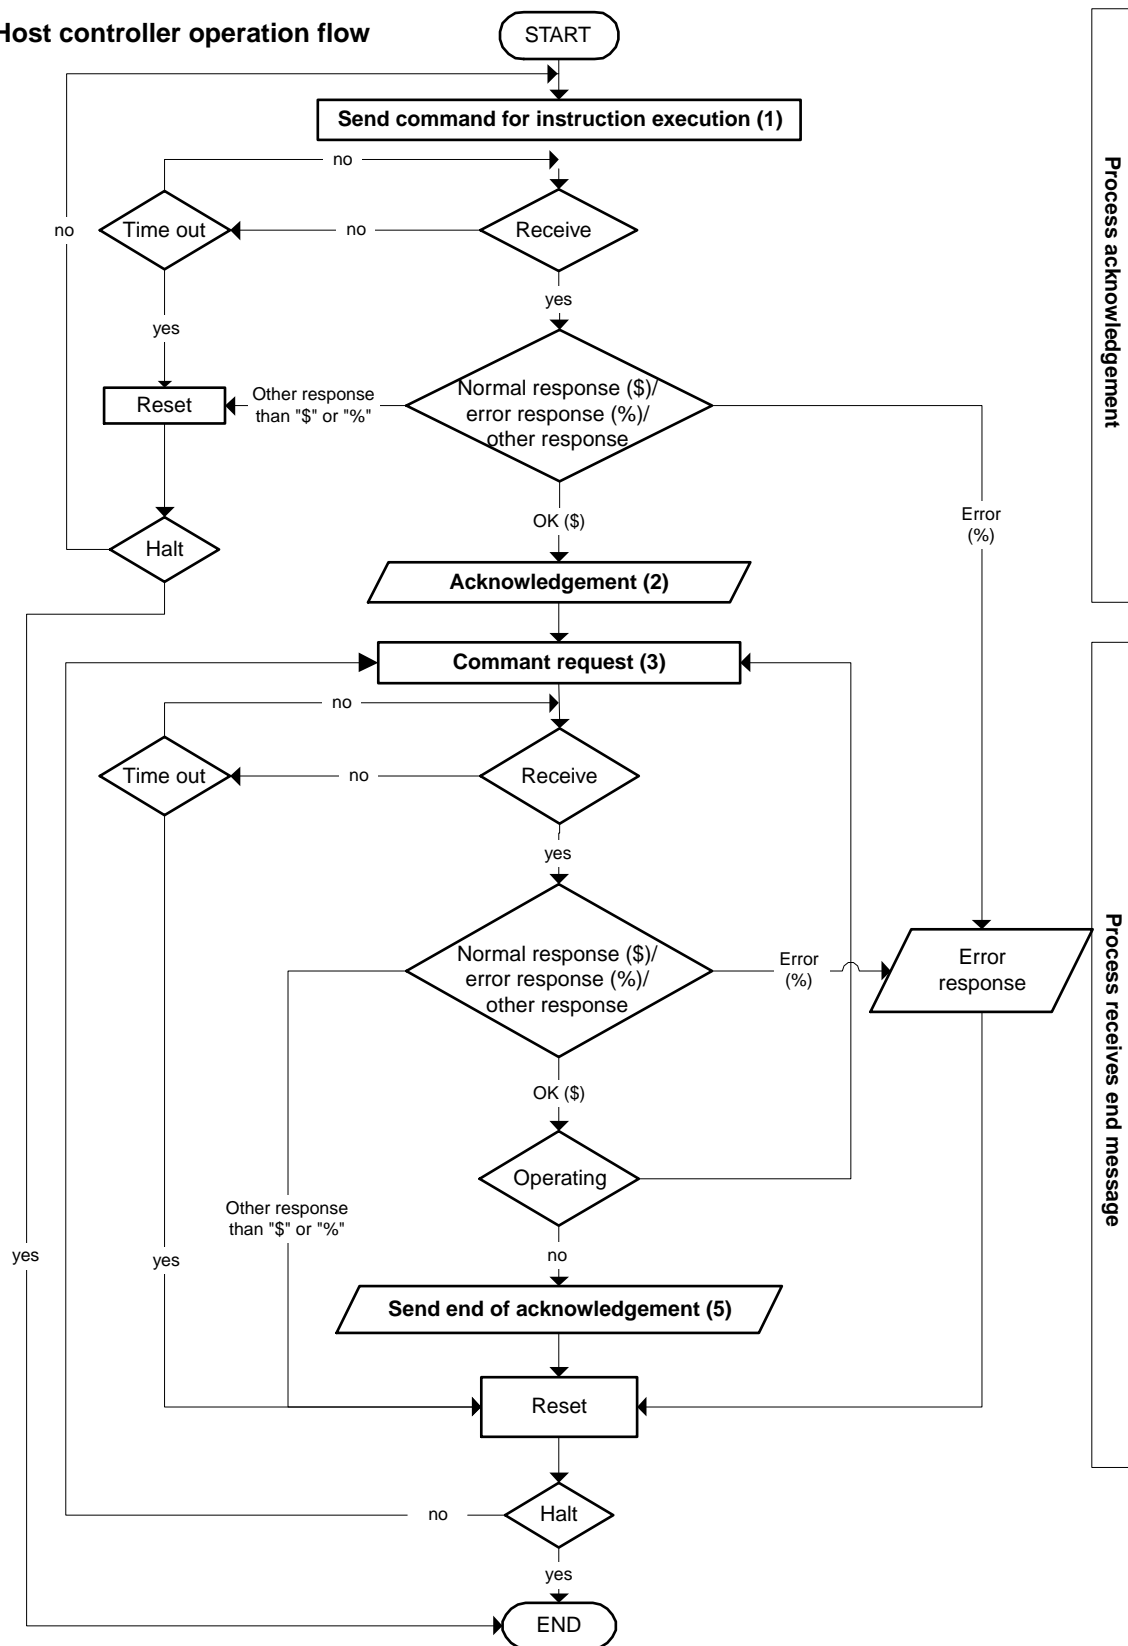 Host controller operation flow
START
Send command for instruction execution (1)
no
Time out
no
Receive
no
yes
yes
Reset
Other response
than "$" or "%"
Normal response ($)/
error response (%)/
other response
Error
(%)
OK ($)
Halt
Acknowledgement (2)
Process acknowledgement
Commant request (3)
no
Time out
no
Receive
yes
Normal response ($)/
error response (%)/
other response
Error
(%)
Error
response
OK ($)
Operating
Other response
than "$" or "%"
yes
yes
no
Send end of acknowledgement (5)
Process receives end message
Reset
no
Halt
yes
END